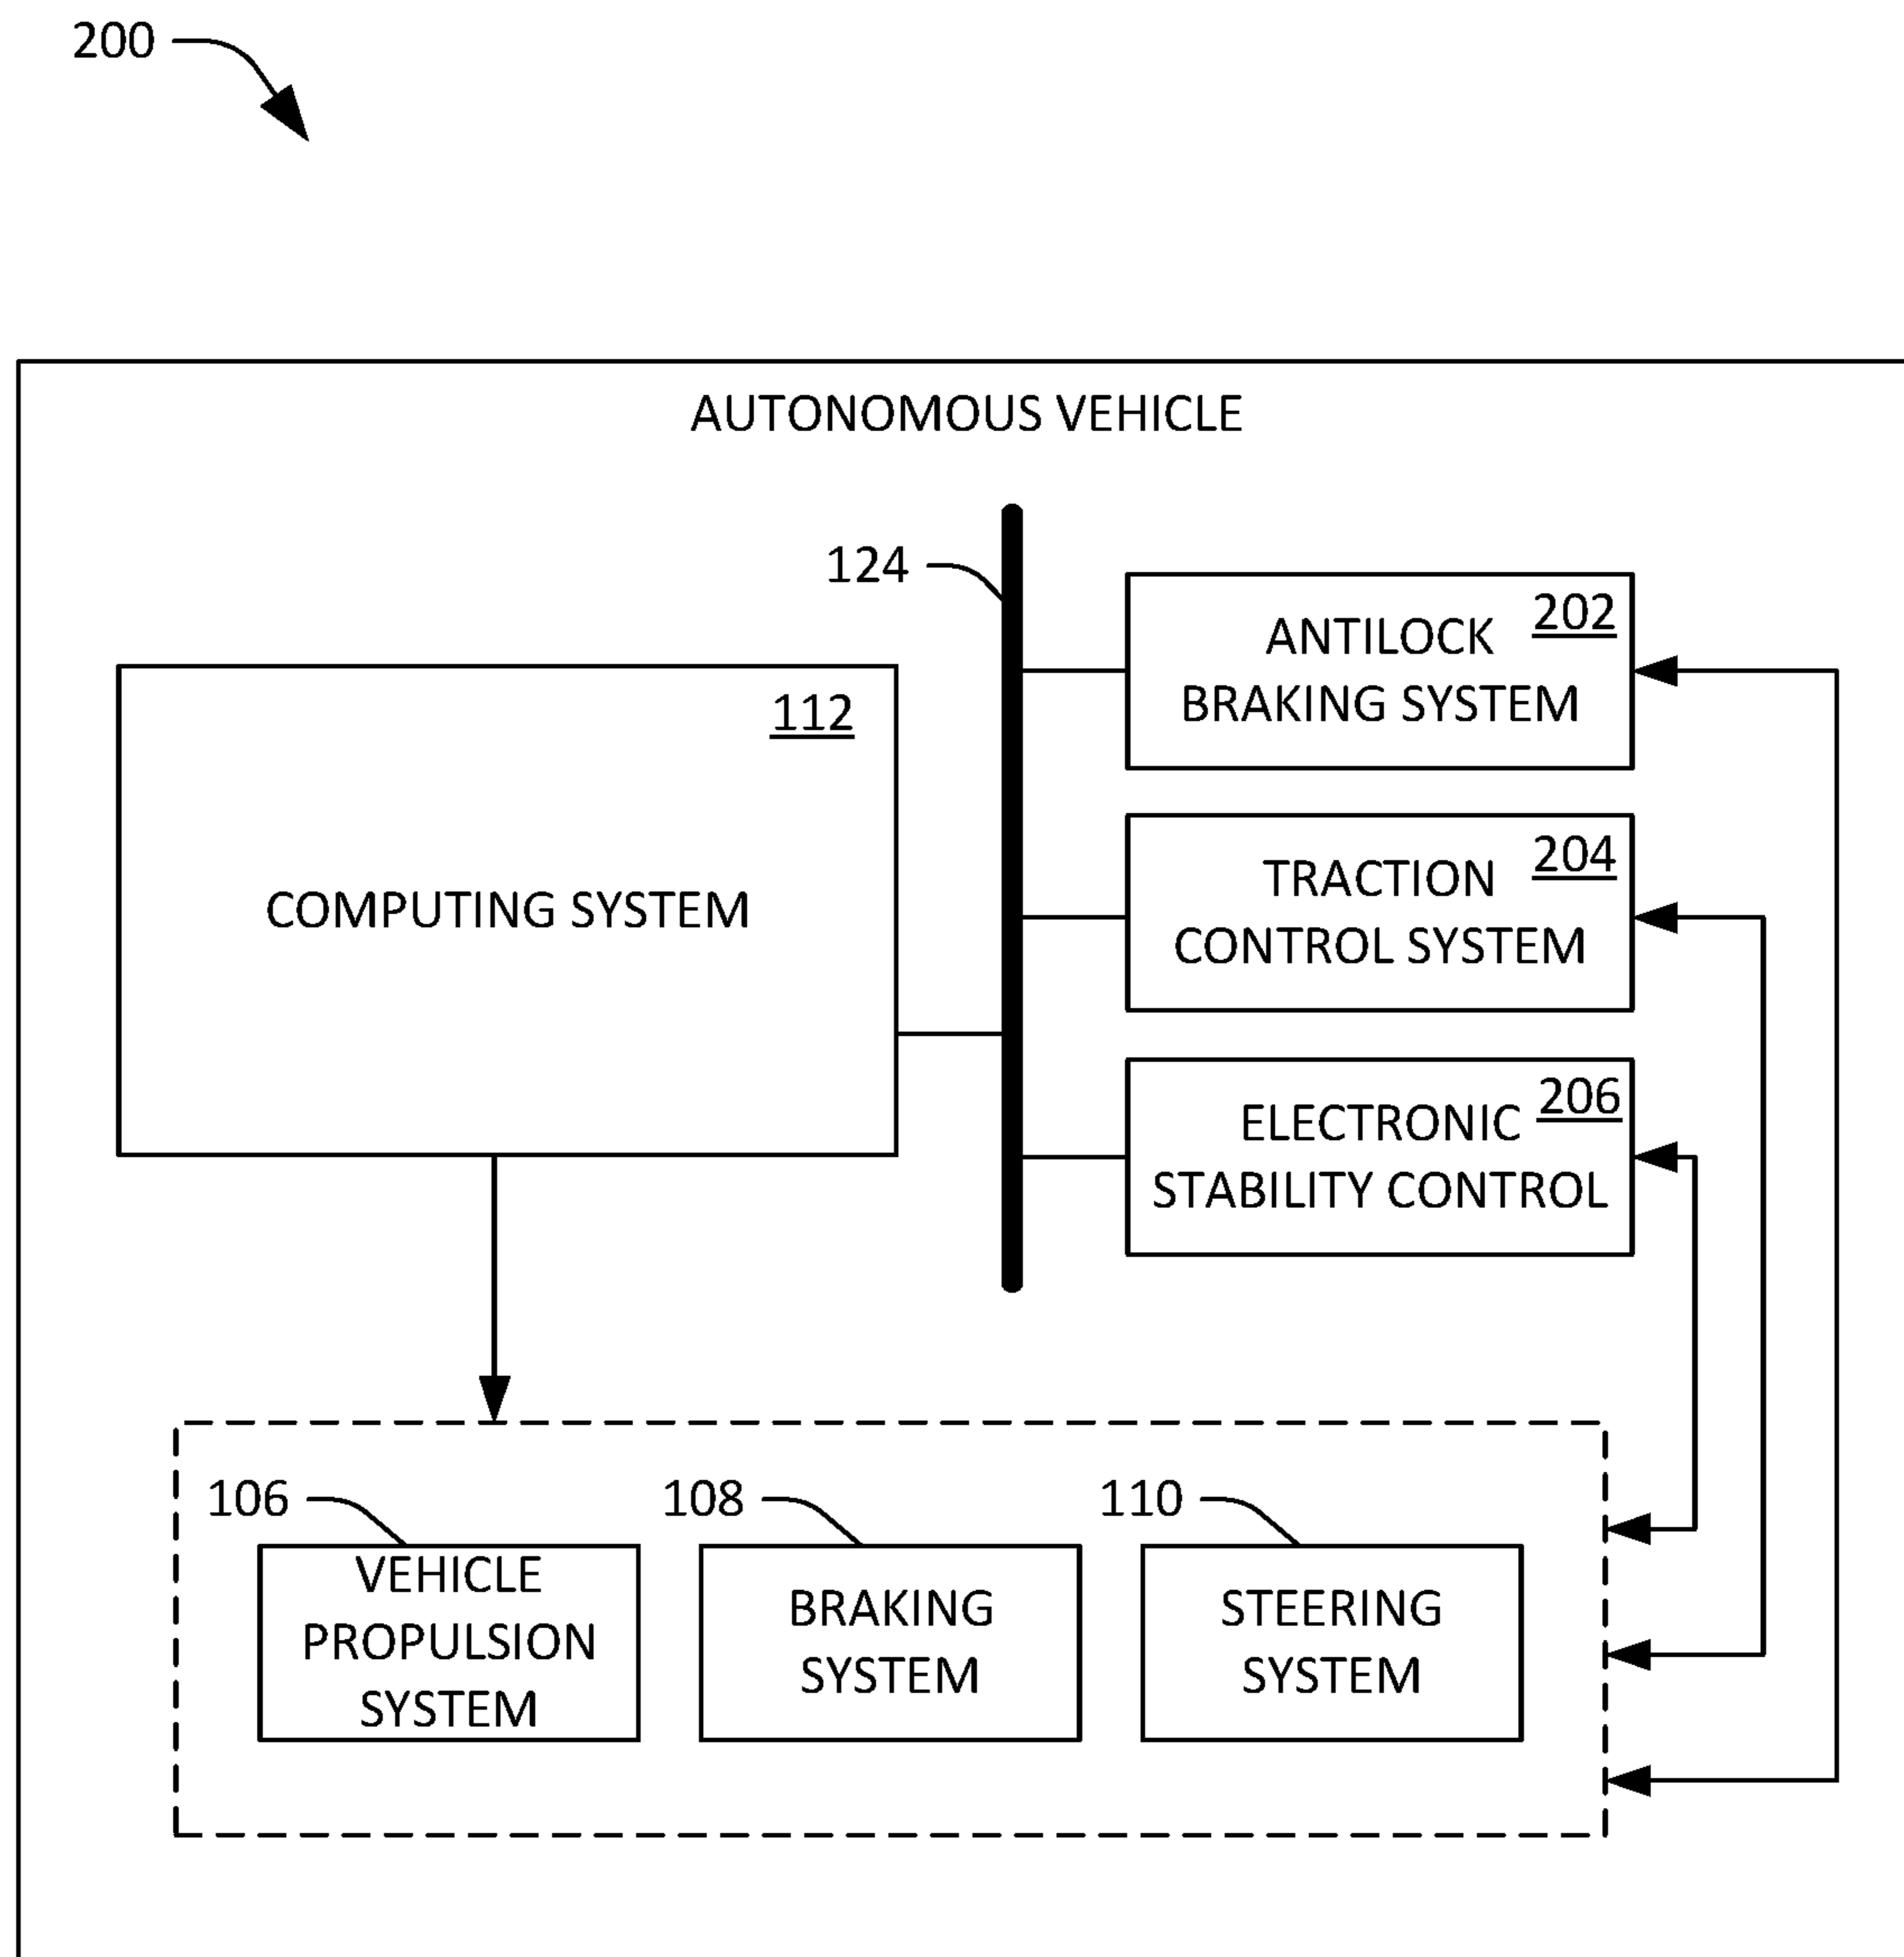 200
AUTONOMOUS VEHICLE
124
202
ANTILOCK
BRAKING SYSTEM
112
COMPUTING SYSTEM
204
TRACTION
CONTROL SYSTEM
206
ELECTRONIC
STABILITY CONTROL
106
VEHICLE
PROPULSION
SYSTEM
108
BRAKING
SYSTEM
110
STEERING
SYSTEM